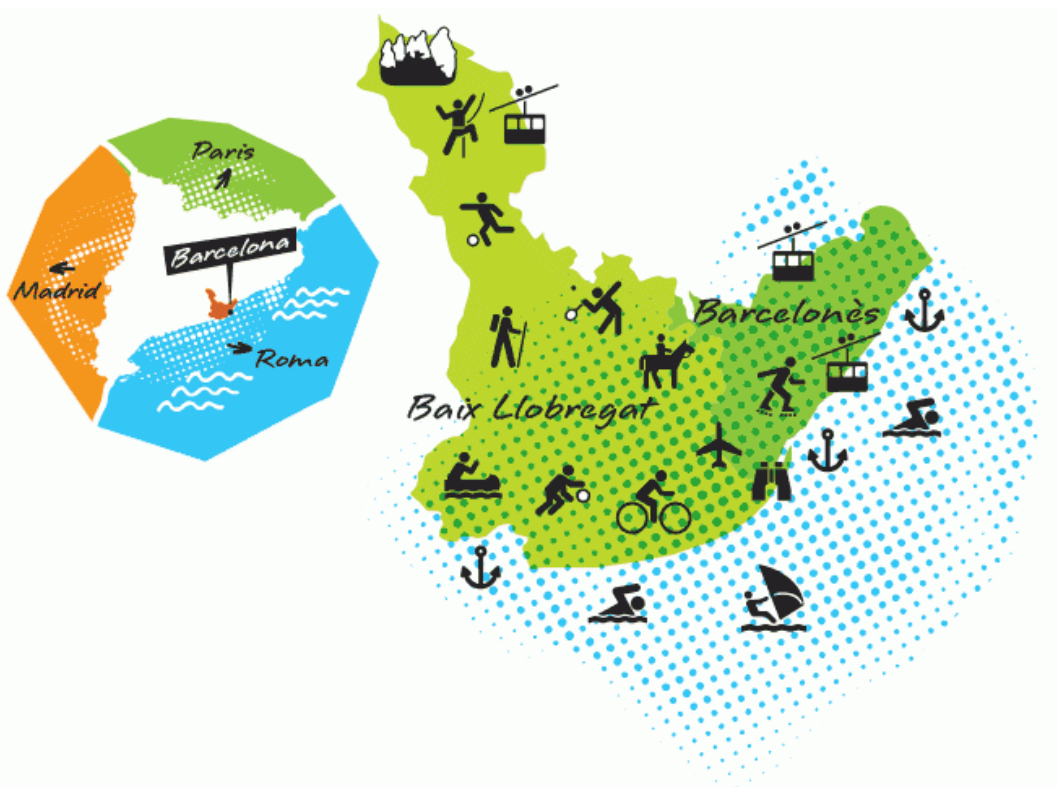 Paris
Barcelona
Madrid
Roma
Barcelonès
Baix Llobregat